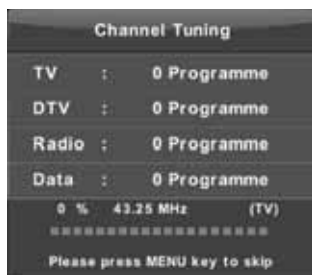 Channel Tuning
TV : 0 Programme
DTV : 0 Programme
Radio : 0 Programme
Data : 0 Programme
0 % 43.25 MHz (TV)
Please press MENU key to skip